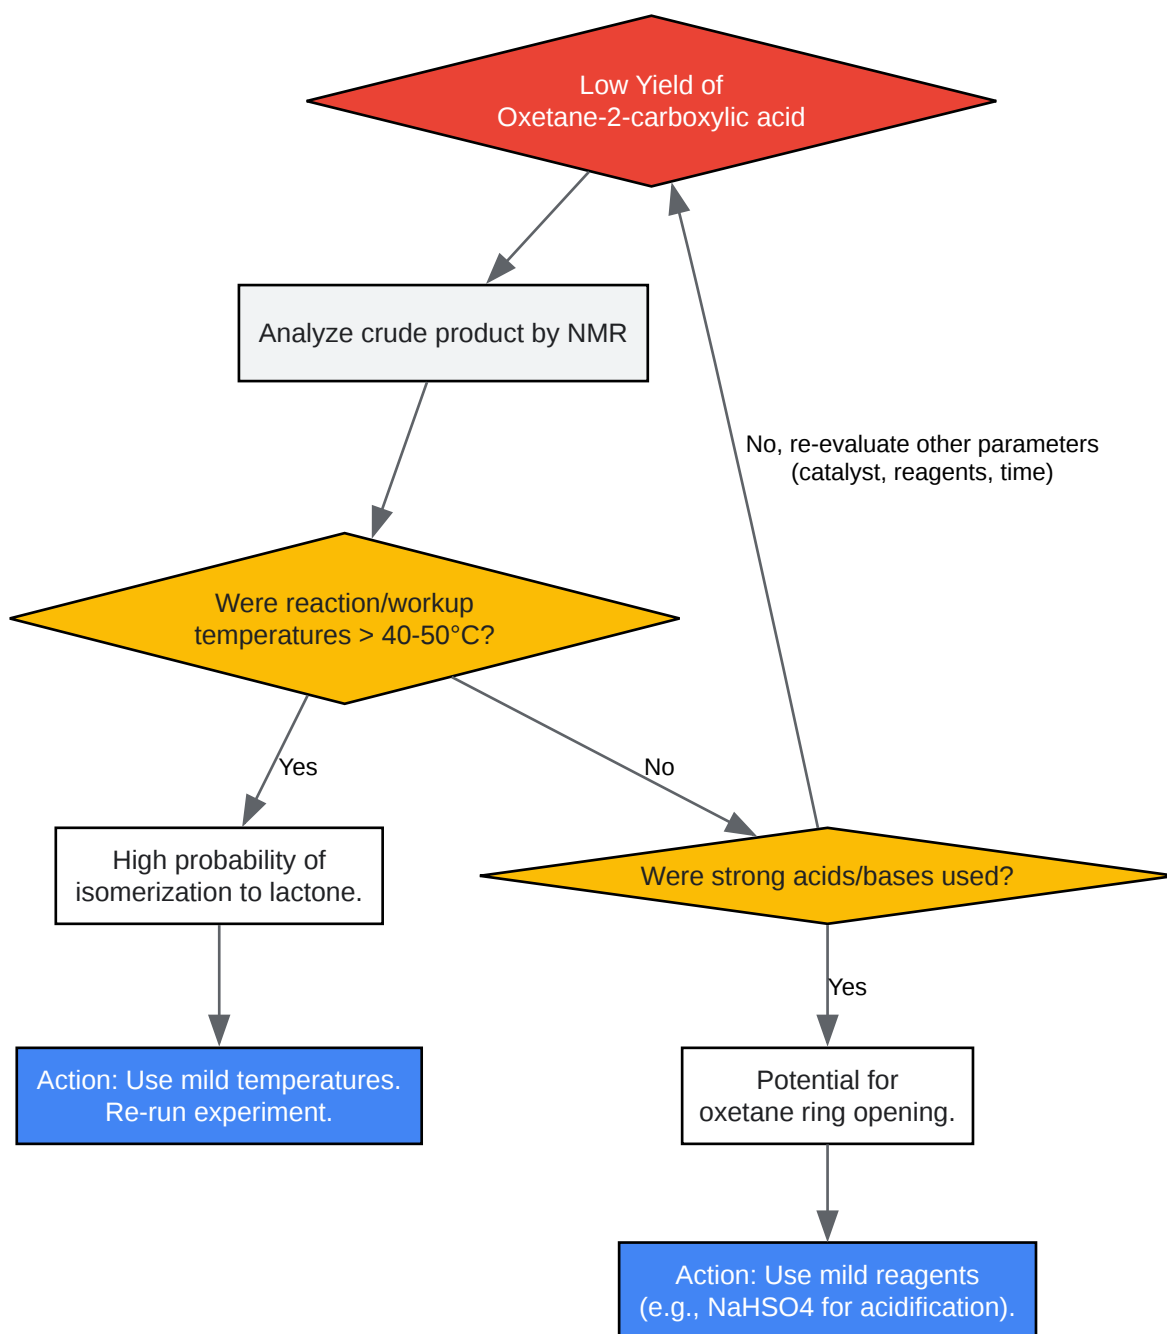 Low Yield of
Oxetane-2-carboxylic acid
Analyze crude product by NMR
No, re-evaluate other parameters
(catalyst, reagents, time)
Were reaction/workup
temperatures > 40-50°C?
Yes
No
High probability of
isomerization to lactone.
Were strong acids/bases used?
Yes
Action: Use mild temperatures.
Re-run experiment.
Potential for
oxetane ring opening.
Action: Use mild reagents
(e.g., NaHSO4 for acidification).